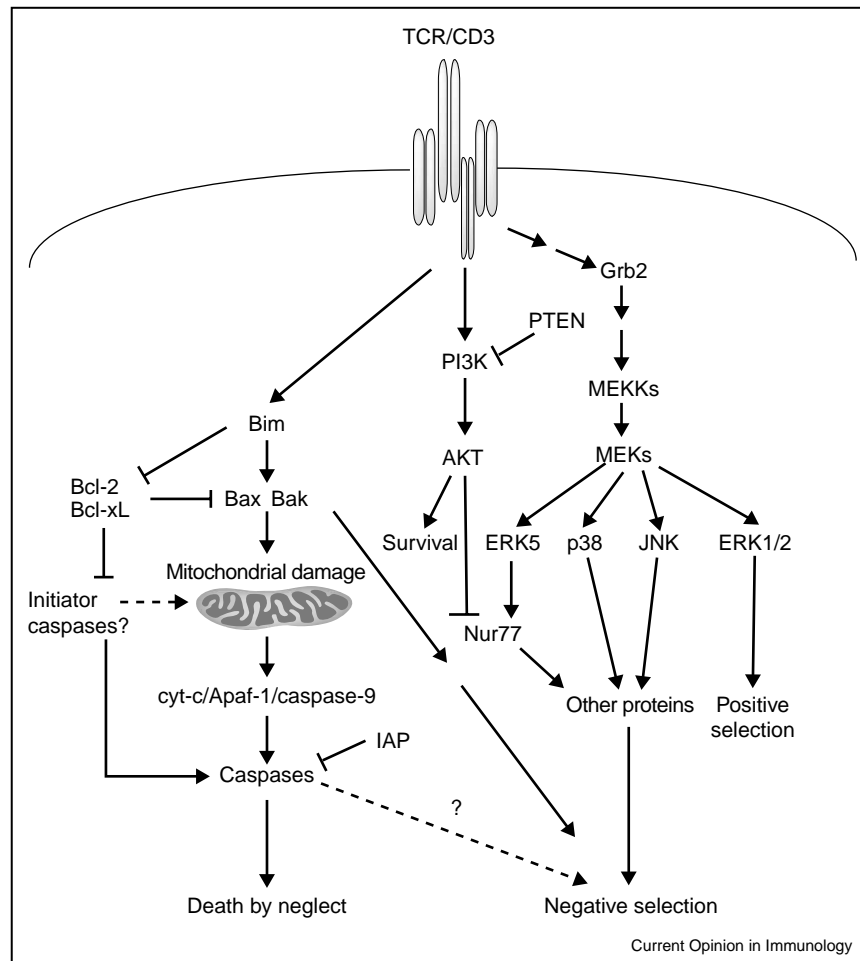 TCR/CD3
Grb2
PTEN
PI3K
MEKKs
Bim
AKT
MEKs
Bcl-2
Bcl-xL
Bax Bak
Survival
ERK5
p38
JNK
ERK1/2
Mitochondrial damage
Initiator
caspases?
Nur77
cyt-c/Apaf-1/caspase-9
Other proteins
Positive
selection
IAP
Caspases
?
Death by neglect
Negative selection
Current Opinion in Immunology